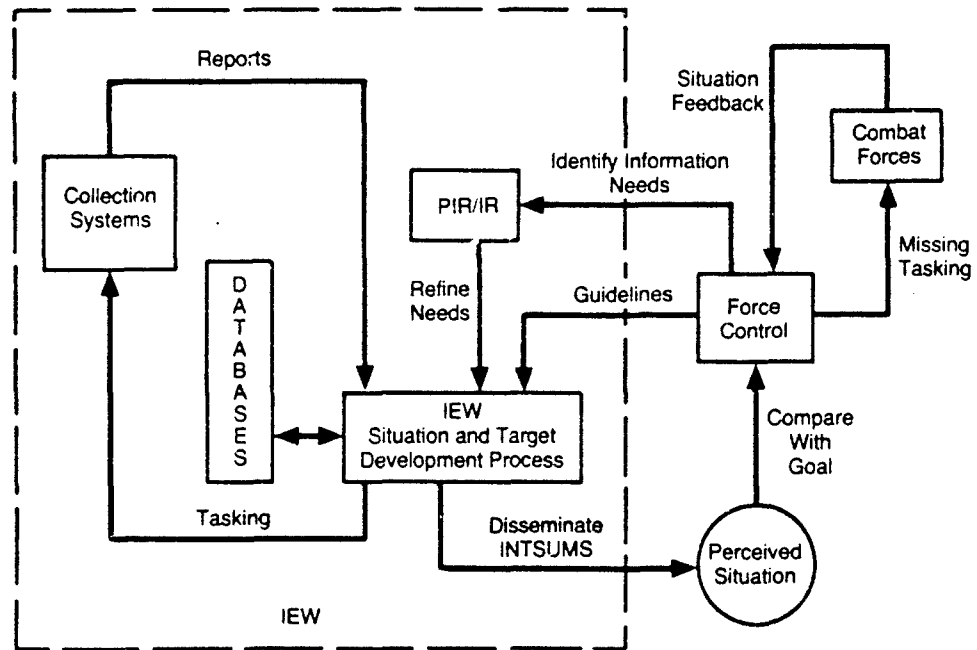 Reports
Situation
Feedback
Combat
Forces
Collection
Systems
Identify Information
Needs
PIR/IR
Missing
Tasking
Refine
Needs
Guidelines
Force
Control
DATABASES
IEW
Situation and Target
Development Process
Compare
With
Goal
Tasking
Disseminate
INTSUMS
Perceived
Situation
IEW